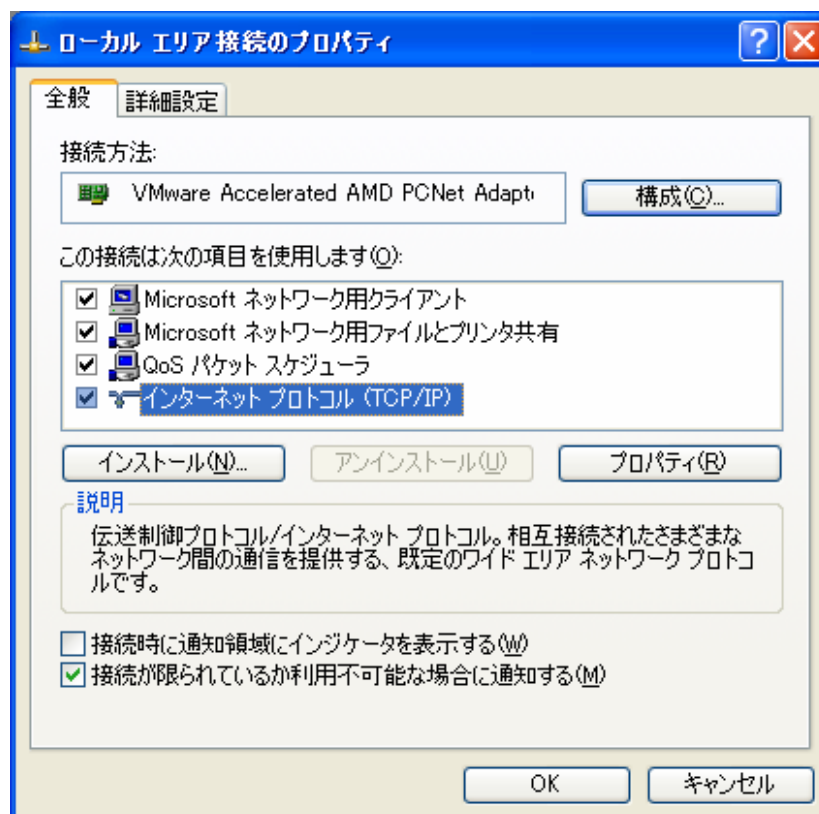 ローカル エリア接続のプロパティ
全般
詳細設定
接続方法:
VMware Accelerated AMD PCNet Adapt
構成(C)...
この接続は次の項目を使用します(O):
Microsoft ネットワーク用クライアント
Microsoft ネットワーク用ファイルとプリンタ共有
QoS パケット スケジューラ
インターネット プロトコル (TCP/IP)
インストール(N)...
アンインストール(U)
プロパティ(R)
説明
伝送制御プロトコル/インターネット プロトコル。相互接続されたさまざまな
ネットワーク間の通信を提供する、既定のワイド エリア ネットワーク プロトコ
ルです。
接続時に通知領域にインジケータを表示する(W)
接続が限られているか利用不可能な場合に通知する(M)
OK
キャンセル